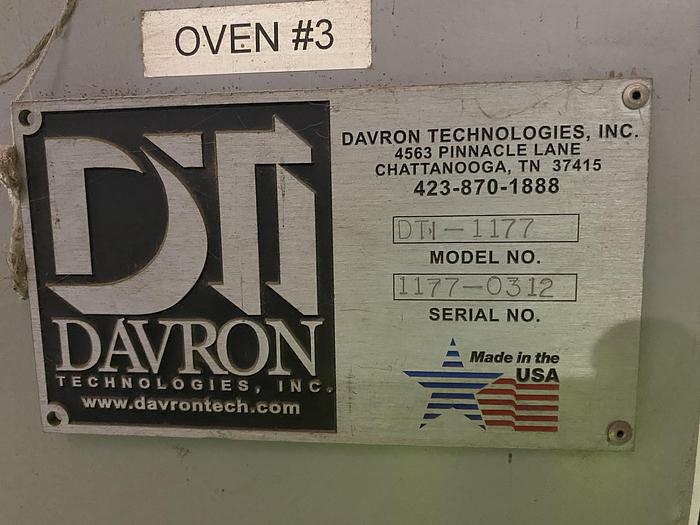 OVEN #3
DTI
DAVRON
TECHNOLOGIES, INC.
www.davrontech.com
DAVRON TECHNOLOGIES, INC.
4563 PINNACLE LANE
CHATTANOOGA, TN 37415
423-870-1888
DTI-1177
MODEL NO.
1177-0312
SERIAL NO.
Made in the
USA